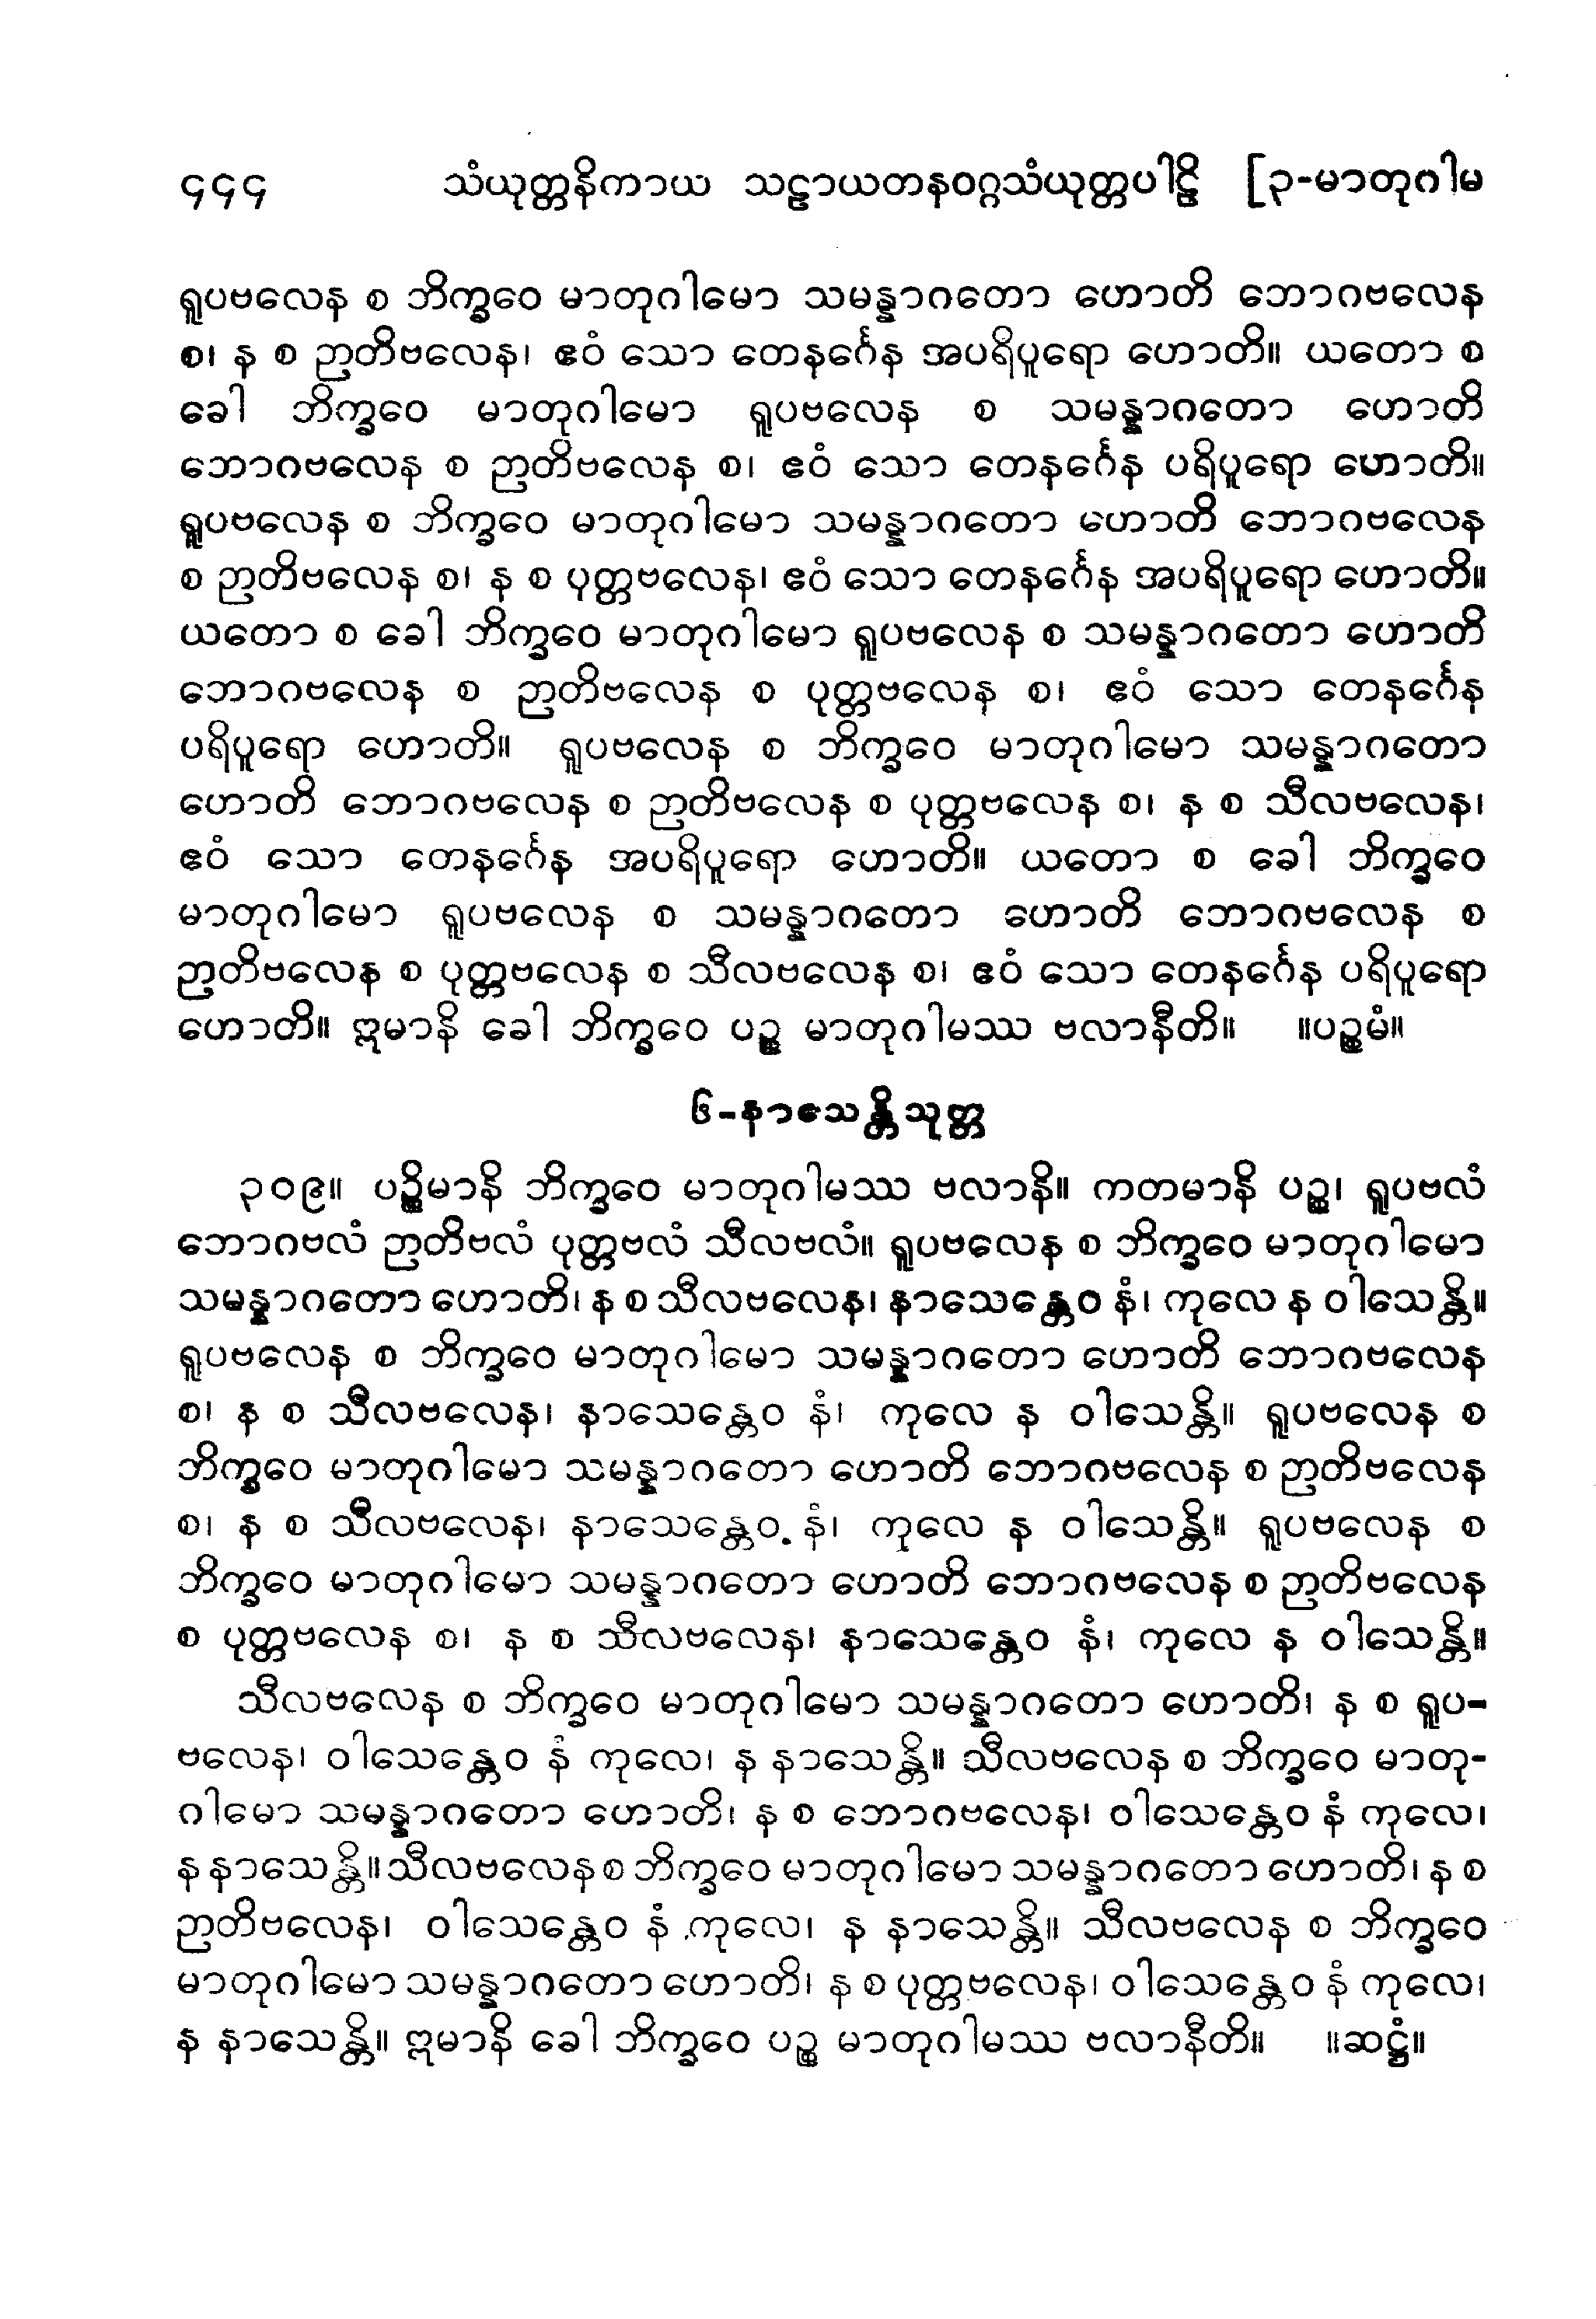 ၄၄၄ သံယုတ္တနိကာယ သဠာယတနဝဂ္ဂသံယုတ္တပါဠိ [၃-မာတုဂါမ
ရူပဗလေန စ ဘိက္ခဝေ မာတုဂါမော သမန္နာဂတော ဟောတိ ဘောဂဗလေန
စ၊ န စ ဉာတိဗလေန၊ ဧဝံ သော တေနင်္ဂေန အပရိပူရော ဟောတိ။ ယတော စ
ခေါ ဘိက္ခဝေ မာတုဂါမော ရူပဗလေန စ သမန္နာဂတော ဟောတိ
ဘောဂဗလေန စ ဉာတိဗလေန စ၊ ဧဝံ သော တေနင်္ဂေန ပရိပူရော ဟောတိ။
ရူပဗလေန စ ဘိက္ခဝေ မာတုဂါမော သမန္နာဂတော ဟောတိ ဘောဂဗလေန
စ ဉာတိဗလေန စ၊ န စ ပုတ္တဗလေန၊ ဧဝံ သော တေနင်္ဂေန အပရိပူရော ဟောတိ။
ယတော စ ခေါ ဘိက္ခဝေ မာတုဂါမော ရူပဗလေန စ သမန္နာဂတော ဟောတိ
ဘောဂဗလေန စ ဉာတိဗလေန စ ပုတ္တဗလေန စ၊ ဧဝံ သော တေနင်္ဂေန
ပရိပူရော ဟောတိ။ ရူပဗလေန စ ဘိက္ခဝေ မာတုဂါမော သမန္နာဂတော
ဟောတိ ဘောဂဗလေန စ ဉာတိဗလေန စ ပုတ္တဗလေန စ၊ န စ သီလဗလေန၊
ဧဝံ သော တေနင်္ဂေန အပရိပူရော ဟောတိ။ ယတော စ ခေါ ဘိက္ခဝေ
မာတုဂါမော ရူပဗလေန စ သမန္နာဂတော ဟောတိ ဘောဂဗလေန စ
ဉာတိဗလေန စ ပုတ္တဗလေန စ သီလဗလေန စ၊ ဧဝံ သော တေနင်္ဂေန ပရိပူရော
ဟောတိ။ ဣမာနိ ခေါ ဘိက္ခဝေ ပဉ္စ မာတုဂါမဿ ဗလာနီတိ။ ။ပဉ္စမံ။
၆-နာသေန္တိသုတ္တ
၃၀၉။ ပဉ္စိမာနိ ဘိက္ခဝေ မာတုဂါမဿ ဗလာနိ။ ကတမာနိ ပဉ္စ၊ ရူပဗလံ
ဘောဂဗလံ ဉာတိဗလံ ပုတ္တဗလံ သီလဗလံ။ ရူပဗလေန စ ဘိက္ခဝေ မာတုဂါမော
သမန္နာဂတော ဟောတိ၊ န စ သီလဗလေန၊ နာသေန္တေဝ နံ၊ ကုလေ န ဝါသေန္တိ။
ရူပဗလေန စ ဘိက္ခဝေ မာတုဂါမော သမန္နာဂတော ဟောတိ ဘောဂဗလေန
စ၊ န စ သီလဗလေန၊ နာသေန္တေဝ နံ၊ ကုလေ န ဝါသေန္တိ။ ရူပဗလေန စ
ဘိက္ခဝေ မာတုဂါမော သမန္နာဂတော ဟောတိ ဘောဂဗလေန စ ဉာတိဗလေန
စ၊ န စ သီလဗလေန၊ နာသေန္တေဝ နံ၊ ကုလေ န ဝါသေန္တိ။ ရူပဗလေန စ
ဘိက္ခဝေ မာတုဂါမော သမန္နာဂတော ဟောတိ ဘောဂဗလေန စ ဉာတိဗလေန
စ ပုတ္တဗလေန စ၊ န စ သီလဗလေန၊ နာသေန္တေဝ နံ၊ ကုလေ န ဝါသေန္တိ။
သီလဗလေန စ ဘိက္ခဝေ မာတုဂါမော သမန္နာဂတော ဟောတိ၊ န စ ရူပ-
ဗလေန၊ ဝါသေန္တေဝ နံ ကုလေ၊ န နာသေန္တိ။ သီလဗလေန စ ဘိက္ခဝေ မာတု-
ဂါမော သမန္နာဂတော ဟောတိ၊ န စ ဘောဂဗလေန၊ ဝါသေန္တေဝ နံ ကုလေ၊
န နာသေန္တိ။ သီလဗလေန စ ဘိက္ခဝေ မာတုဂါမော သမန္နာဂတော ဟောတိ၊ န စ
ဉာတိဗလေန၊ ဝါသေန္တေဝ နံ ကုလေ၊ န နာသေန္တိ။ သီလဗလေန စ ဘိက္ခဝေ
မာတုဂါမော သမန္နာဂတော ဟောတိ၊ န စ ပုတ္တဗလေန၊ ဝါသေန္တေဝ နံ ကုလေ၊
န နာသေန္တိ။ ဣမာနိ ခေါ ဘိက္ခဝေ ပဉ္စ မာတုဂါမဿ ဗလာနီတိ။ ။ဆဋ္ဌံ။